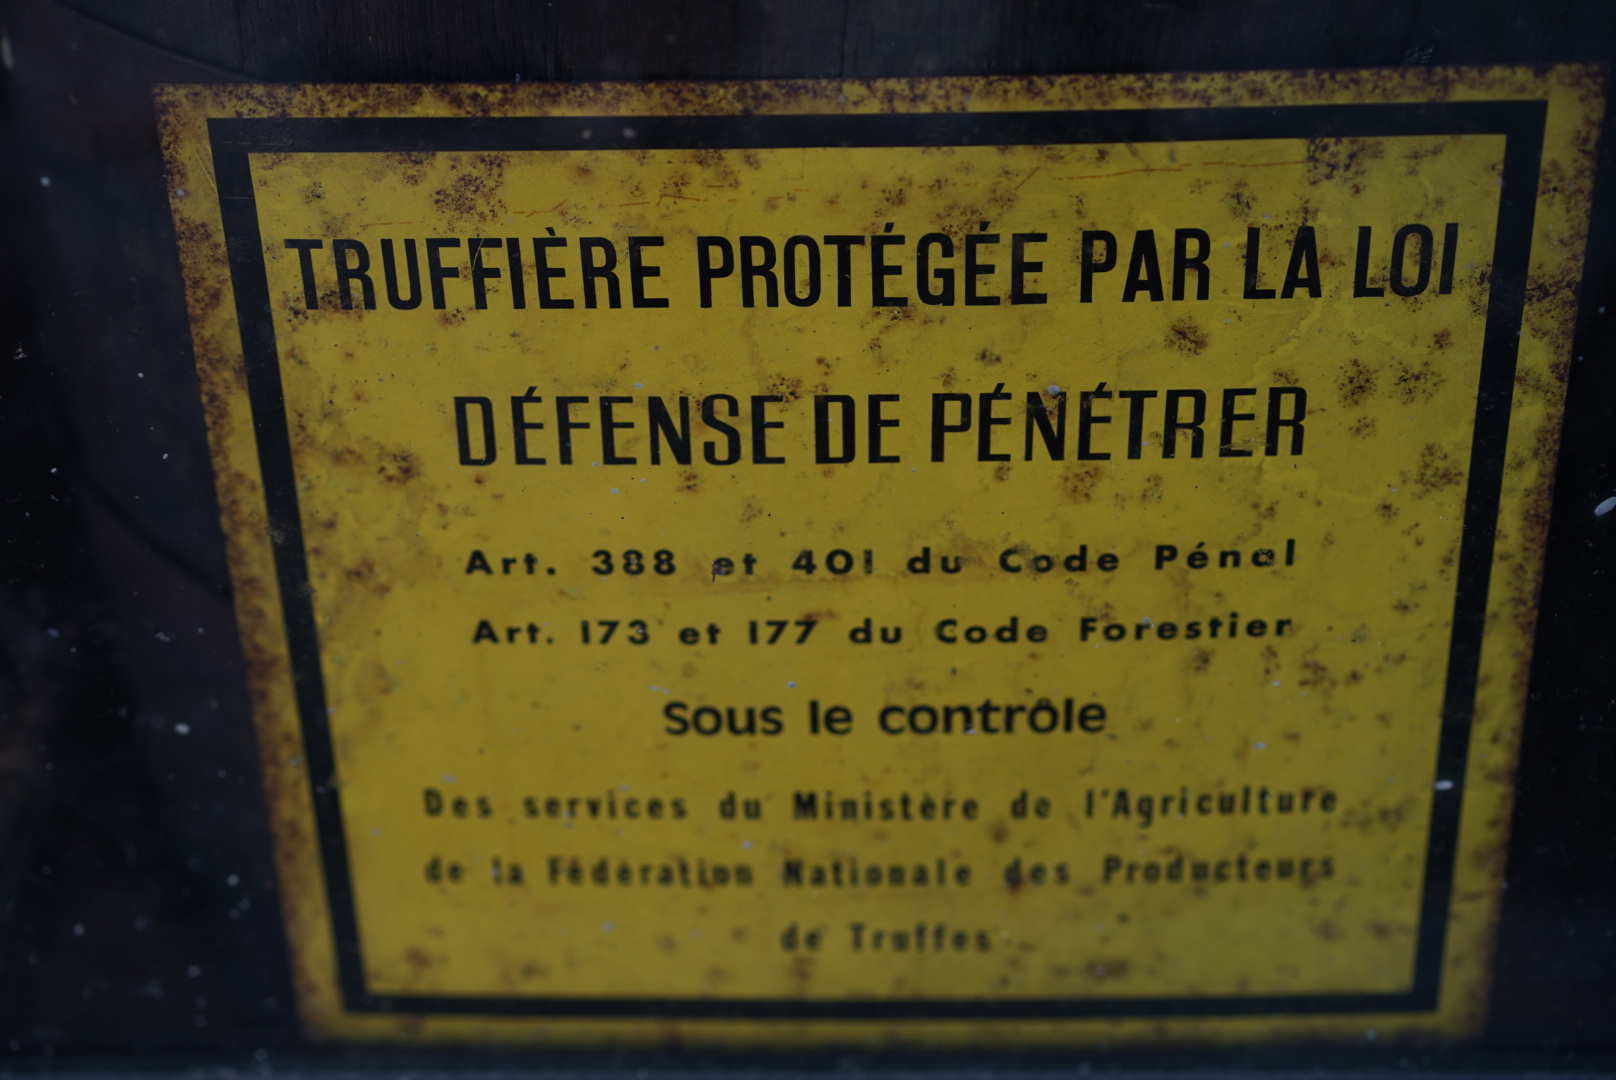 TRUFFIÈRE PROTÉGÉE PAR LA LOI
DÉFENSE DE PÉNÉTRER
Art. 388 et 401 du Code Pénal
Art. 173 et 177 du Code Forestier
Sous le contrôle
Des services du Ministère de l'Agriculture
de la Fédération Nationale des Producteurs
de Truffes